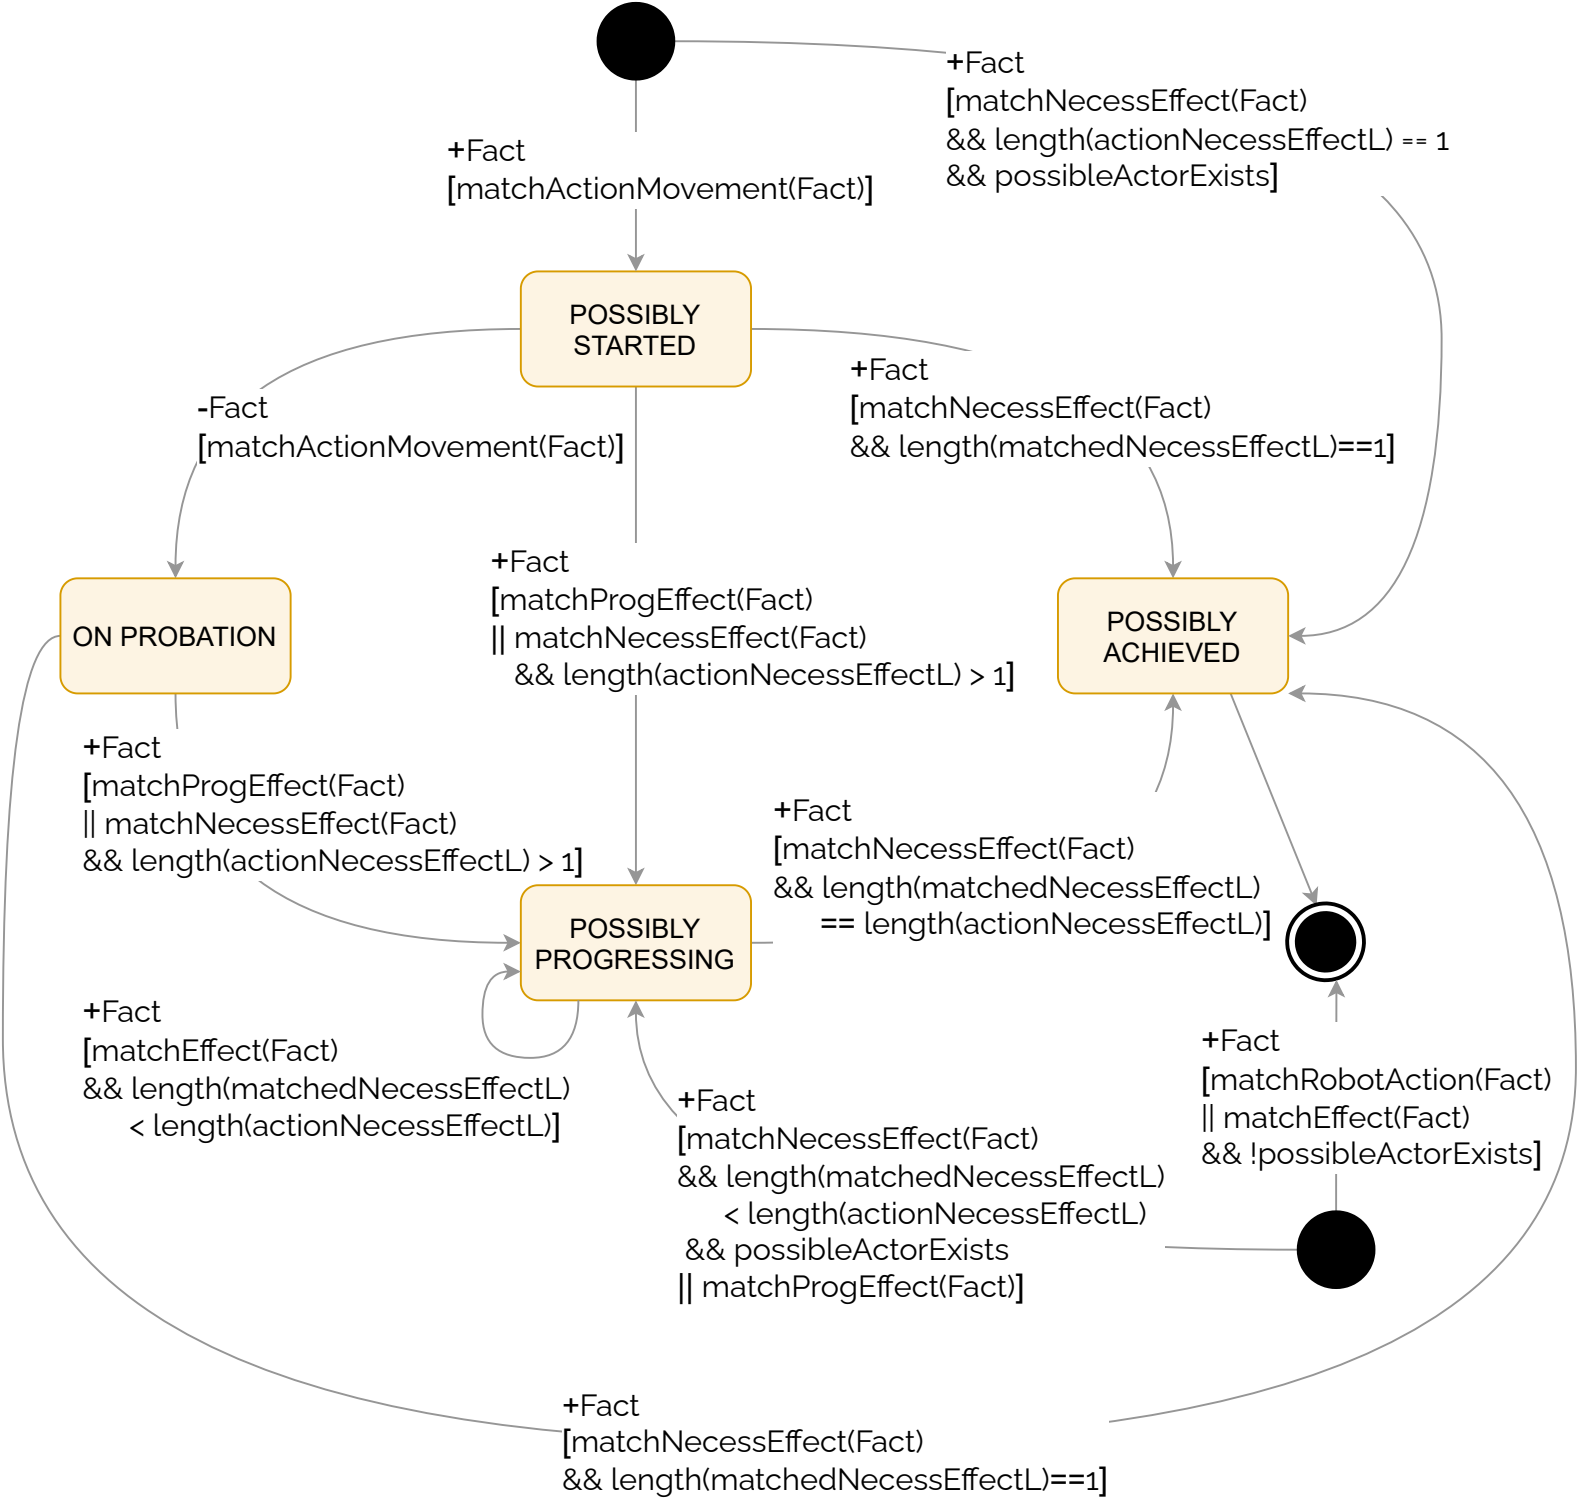 +Fact
[matchNecessEffect(Fact)
&& length(actionNecessEffectL) == 1
&& possibleActorExists]
+Fact
[matchActionMovement(Fact)]
POSSIBLY
STARTED
+Fact
[matchNecessEffect(Fact)
&& length(matchedNecessEffectL)==1]
-Fact
[matchActionMovement(Fact)]
+Fact
[matchProgEffect(Fact)
|| matchNecessEffect(Fact)
&& length(actionNecessEffectL) > 1]
ON PROBATION
POSSIBLY
ACHIEVED
+Fact
[matchProgEffect(Fact)
|| matchNecessEffect(Fact)
&& length(actionNecessEffectL) > 1]
+Fact
[matchNecessEffect(Fact)
&& length(matchedNecessEffectL)
== length(actionNecessEffectL)]
POSSIBLY
PROGRESSING
+Fact
[matchEffect(Fact)
&& length(matchedNecessEffectL)
< length(actionNecessEffectL)]
+Fact
[matchRobotAction(Fact)
|| matchEffect(Fact)
&& !possibleActorExists]
+Fact
[matchNecessEffect(Fact)
&& length(matchedNecessEffectL)
< length(actionNecessEffectL)
&& possibleActorExists
|| matchProgEffect(Fact)]
+Fact
[matchNecessEffect(Fact)
&& length(matchedNecessEffectL)==1]